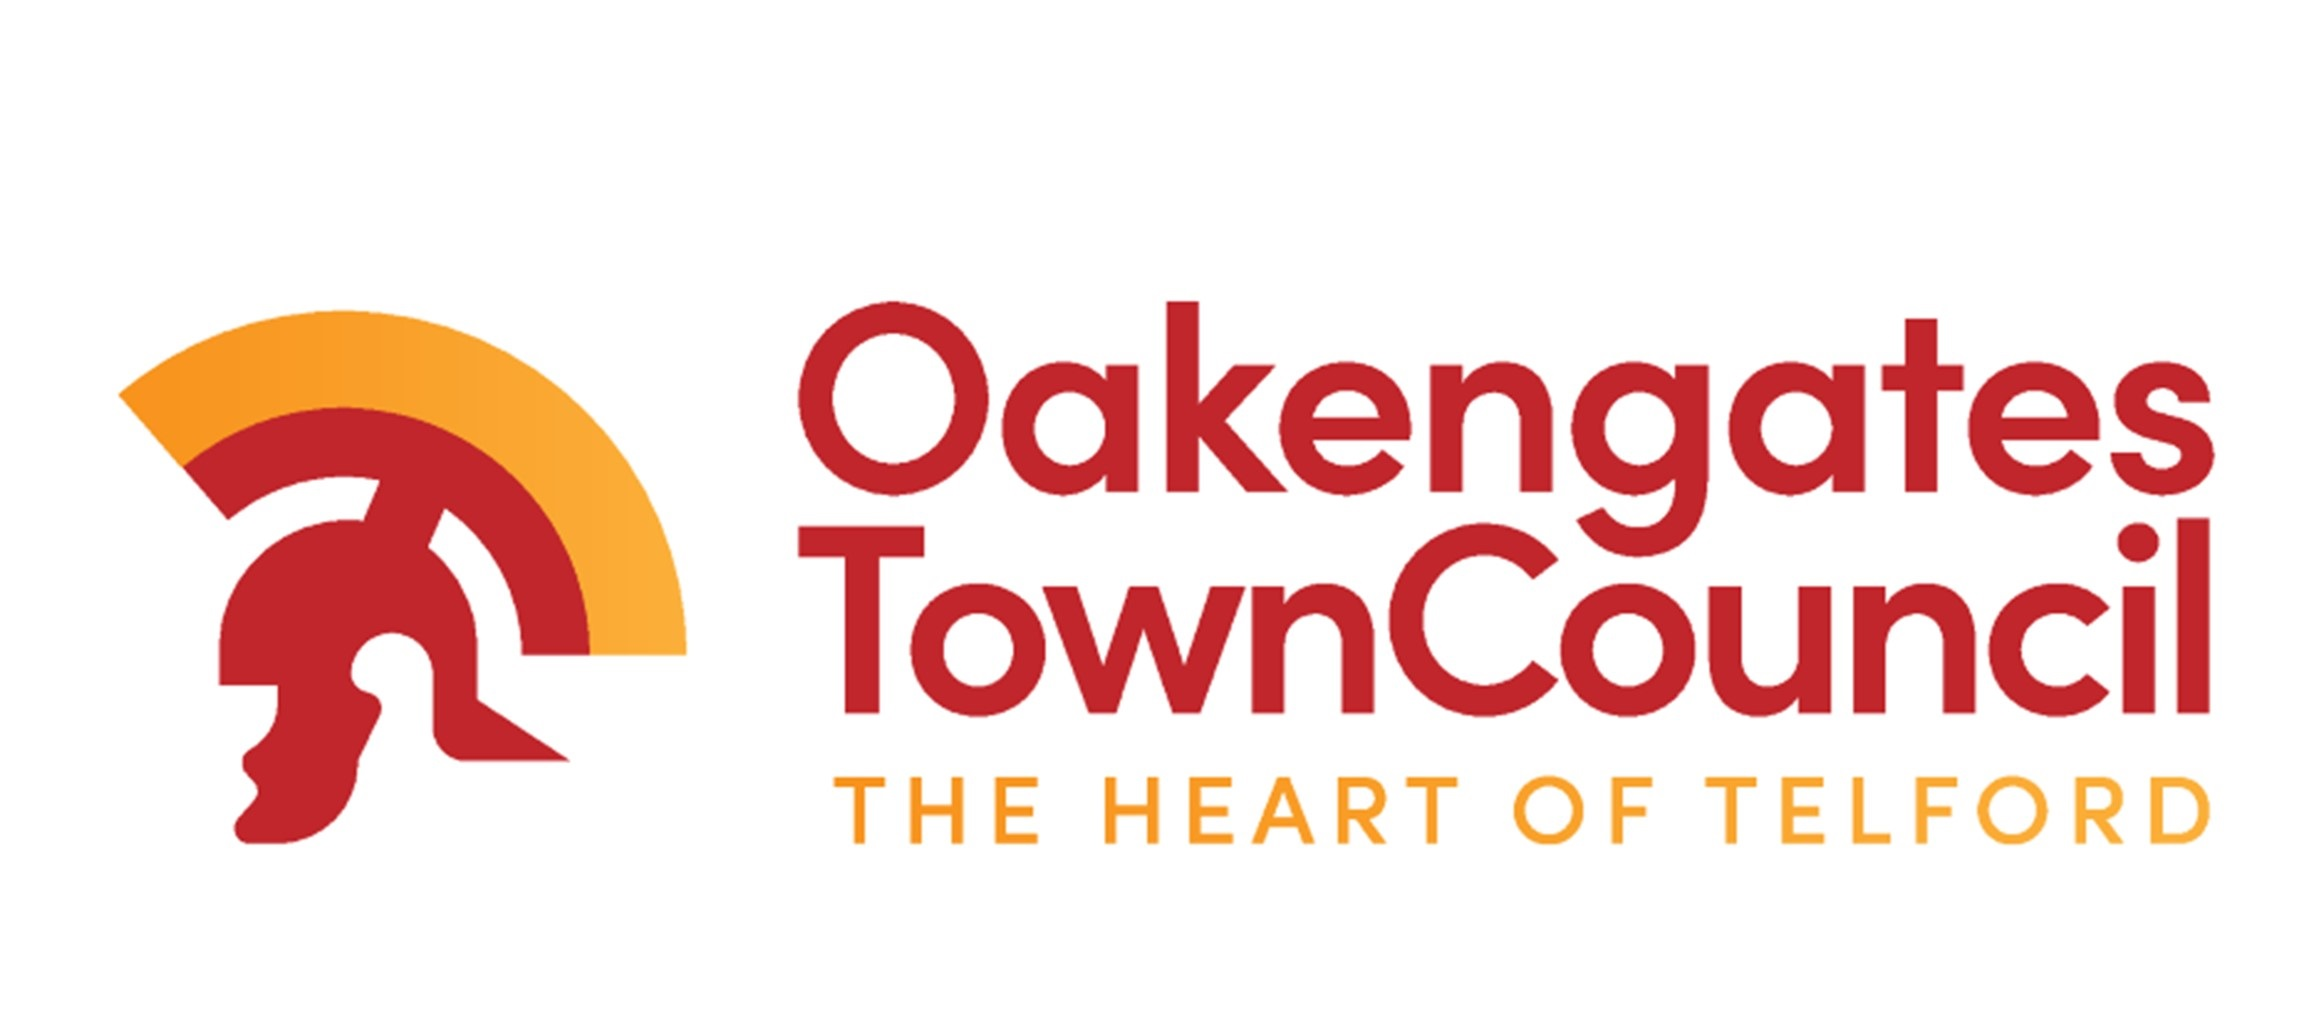 Oakengates
TownCouncil
THE HEART OF TELFORD